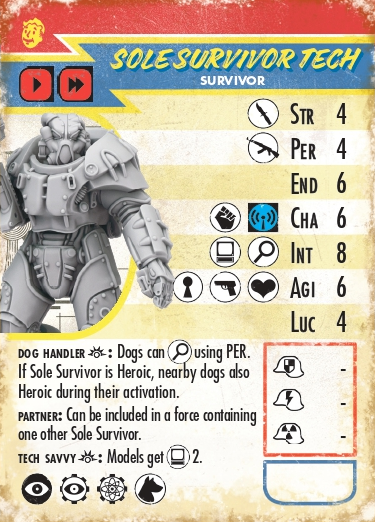 SOLE SURVIVOR TECH
SURVIVOR
STR 4
PER 4
END 6
CHA 6
INT 8
AGI 6
LUC 4
DOG HANDLER : Dogs can using PER.
If Sole Survivor is Heroic, nearby dogs also
Heroic during their activation.
PARTNER: Can be included in a force containing
one other Sole Survivor.
TECH SAVVY : Models get 2.
-
-
-